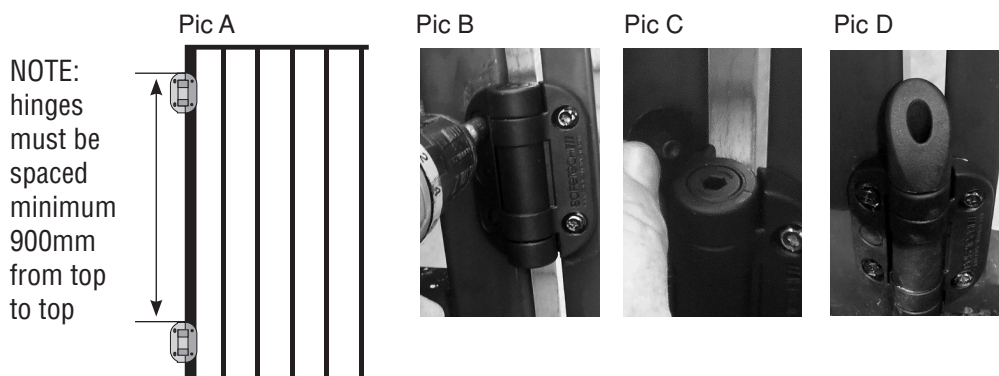 Pic A
Pic B
Pic C
Pic D
NOTE:
hinges
must be
spaced
minimum
900mm
from top
to top